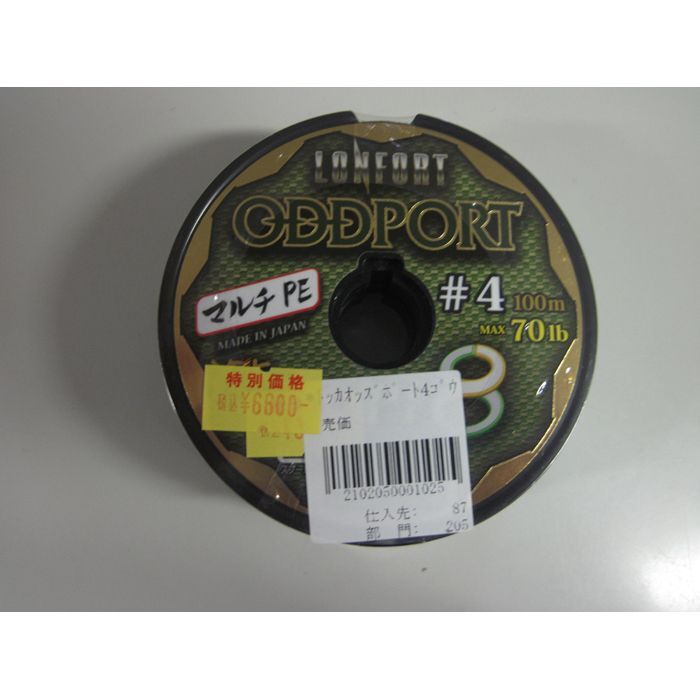 LONFORT
ODDPORT
マルチPE
MADE IN JAPAN
#4 100m
MAX 70lb
8
特別価格
税込¥6600-
ッカオッズポート4ゴウ
売価
2102050001025
仕入先: 87
部 門: 205